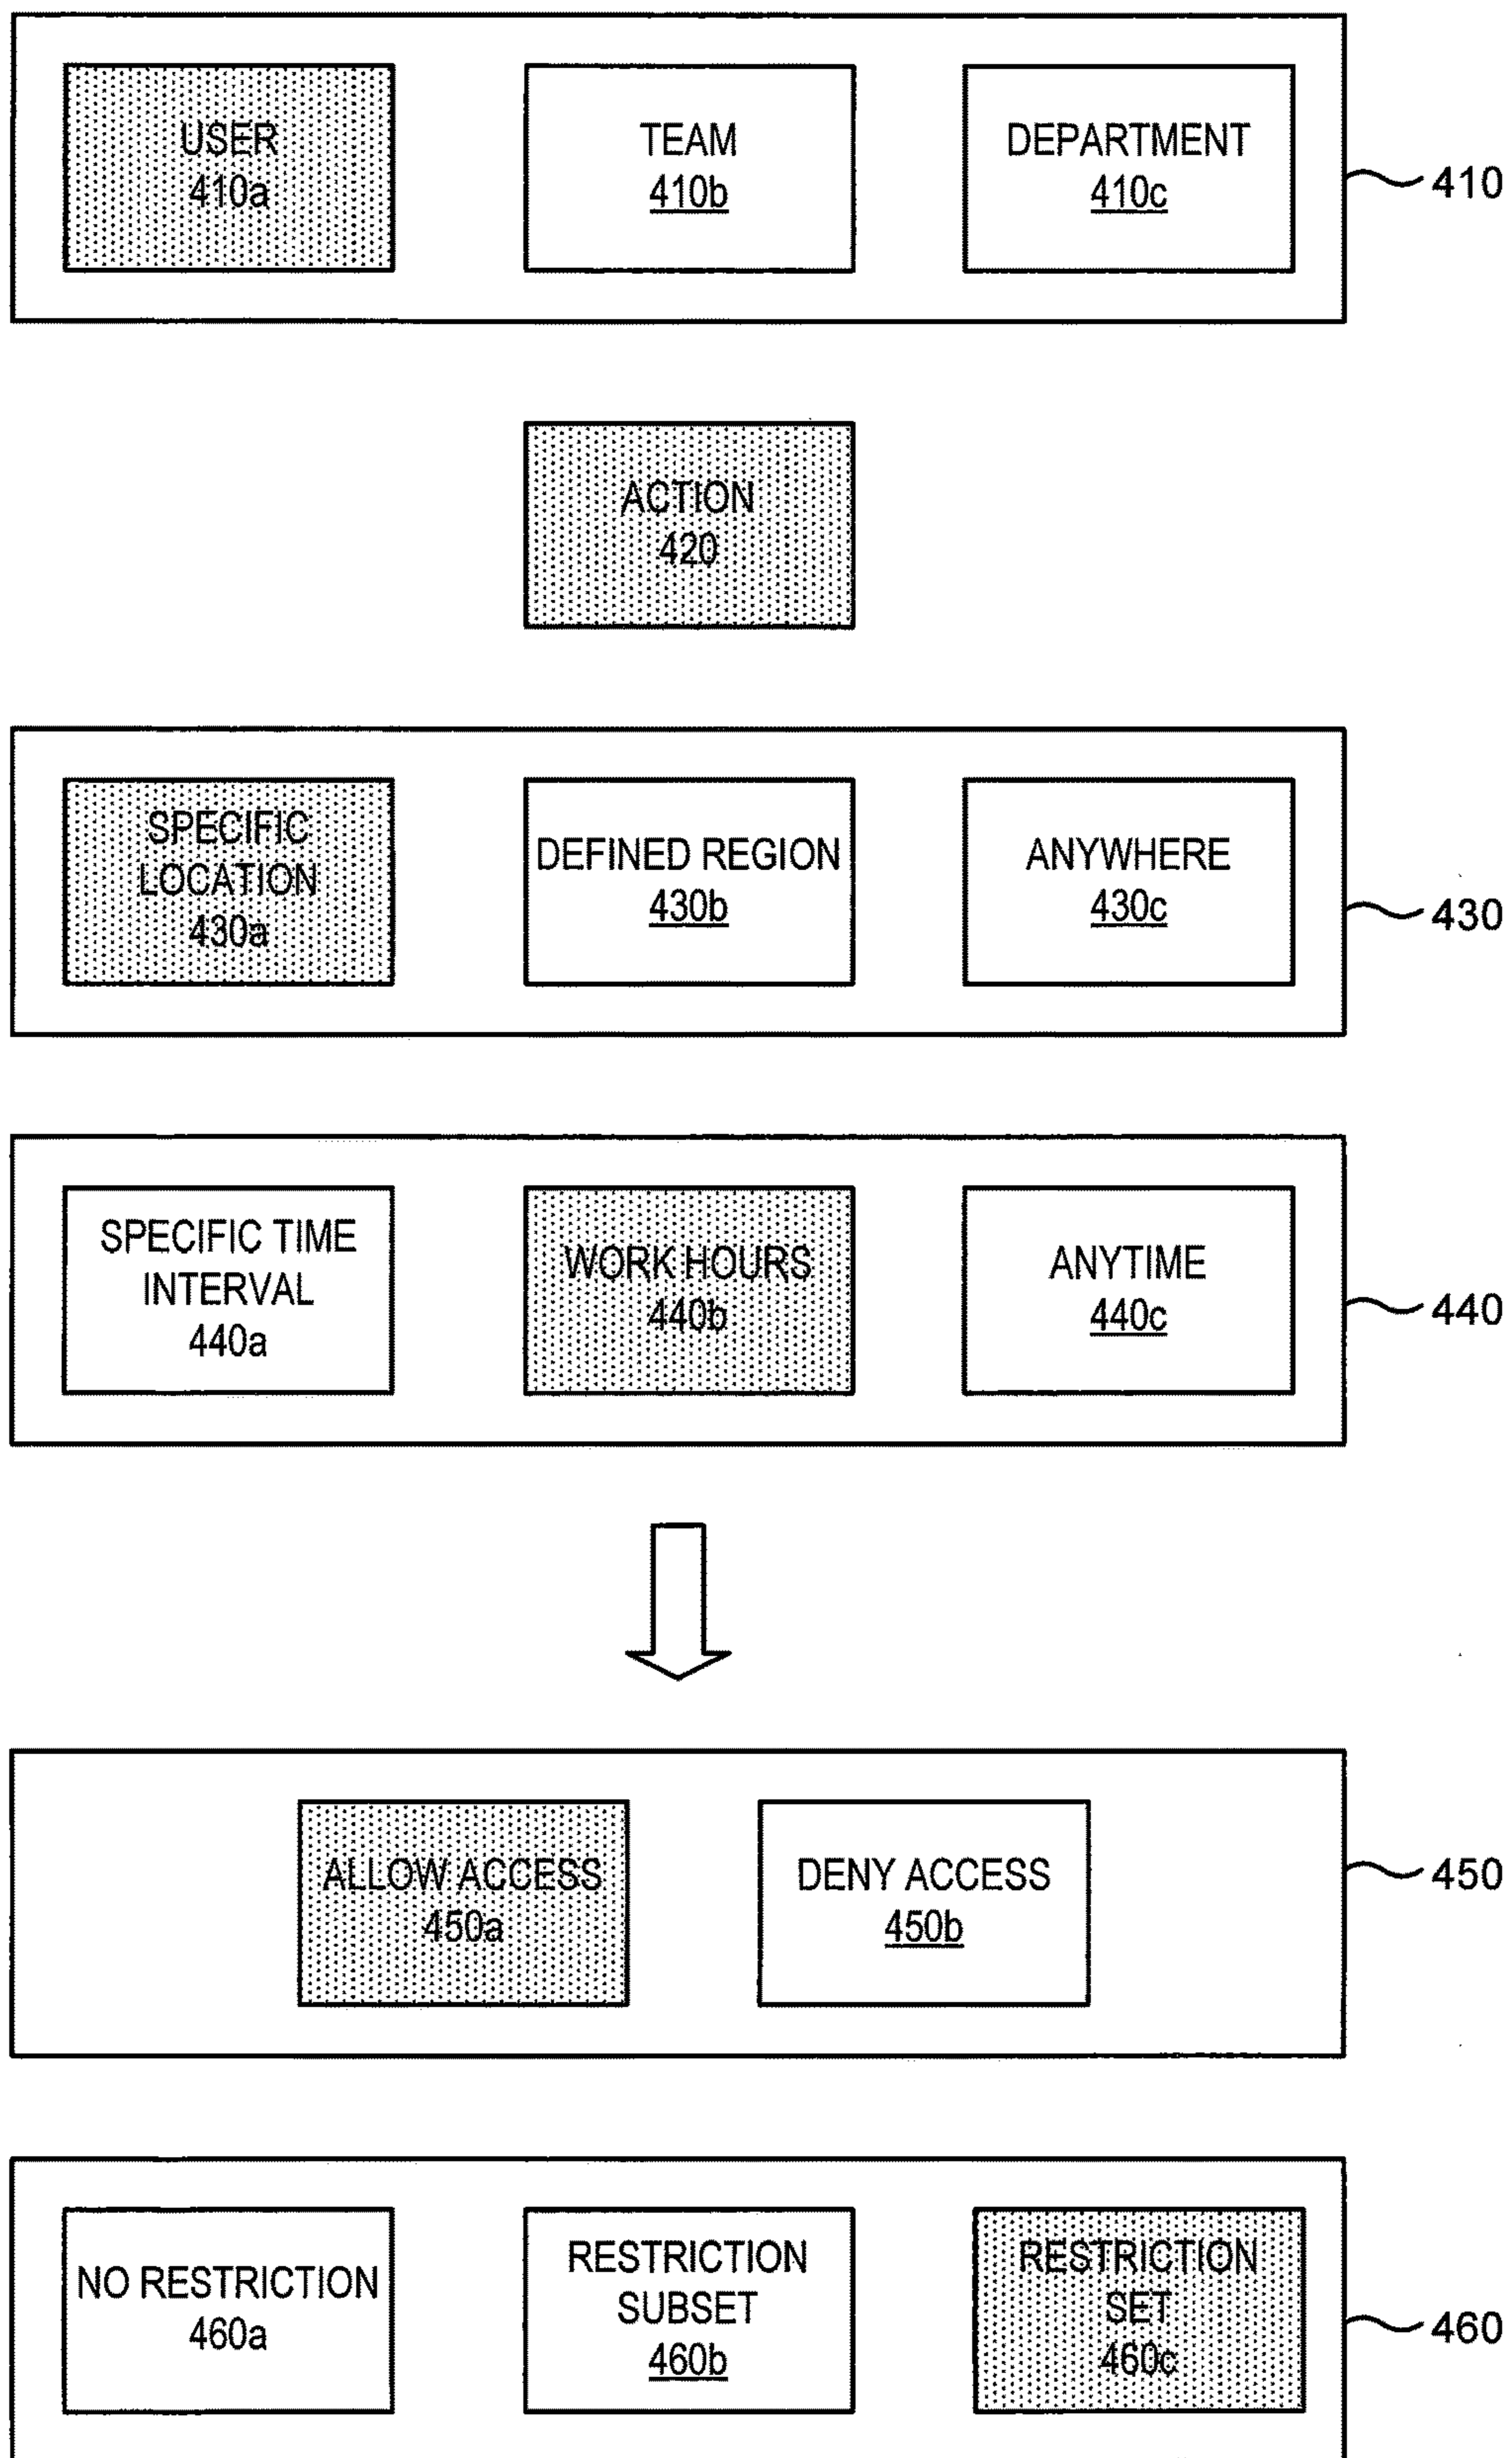 USER
410a
TEAM
410b
DEPARTMENT
410c
410
ACTION
420
SPECIFIC
LOCATION
430a
DEFINED REGION
430b
ANYWHERE
430c
430
SPECIFIC TIME
INTERVAL
440a
WORK HOURS
440b
ANYTIME
440c
440
ALLOW ACCESS
450a
DENY ACCESS
450b
450
NO RESTRICTION
460a
RESTRICTION
SUBSET
460b
RESTRICTION
SET
460c
460